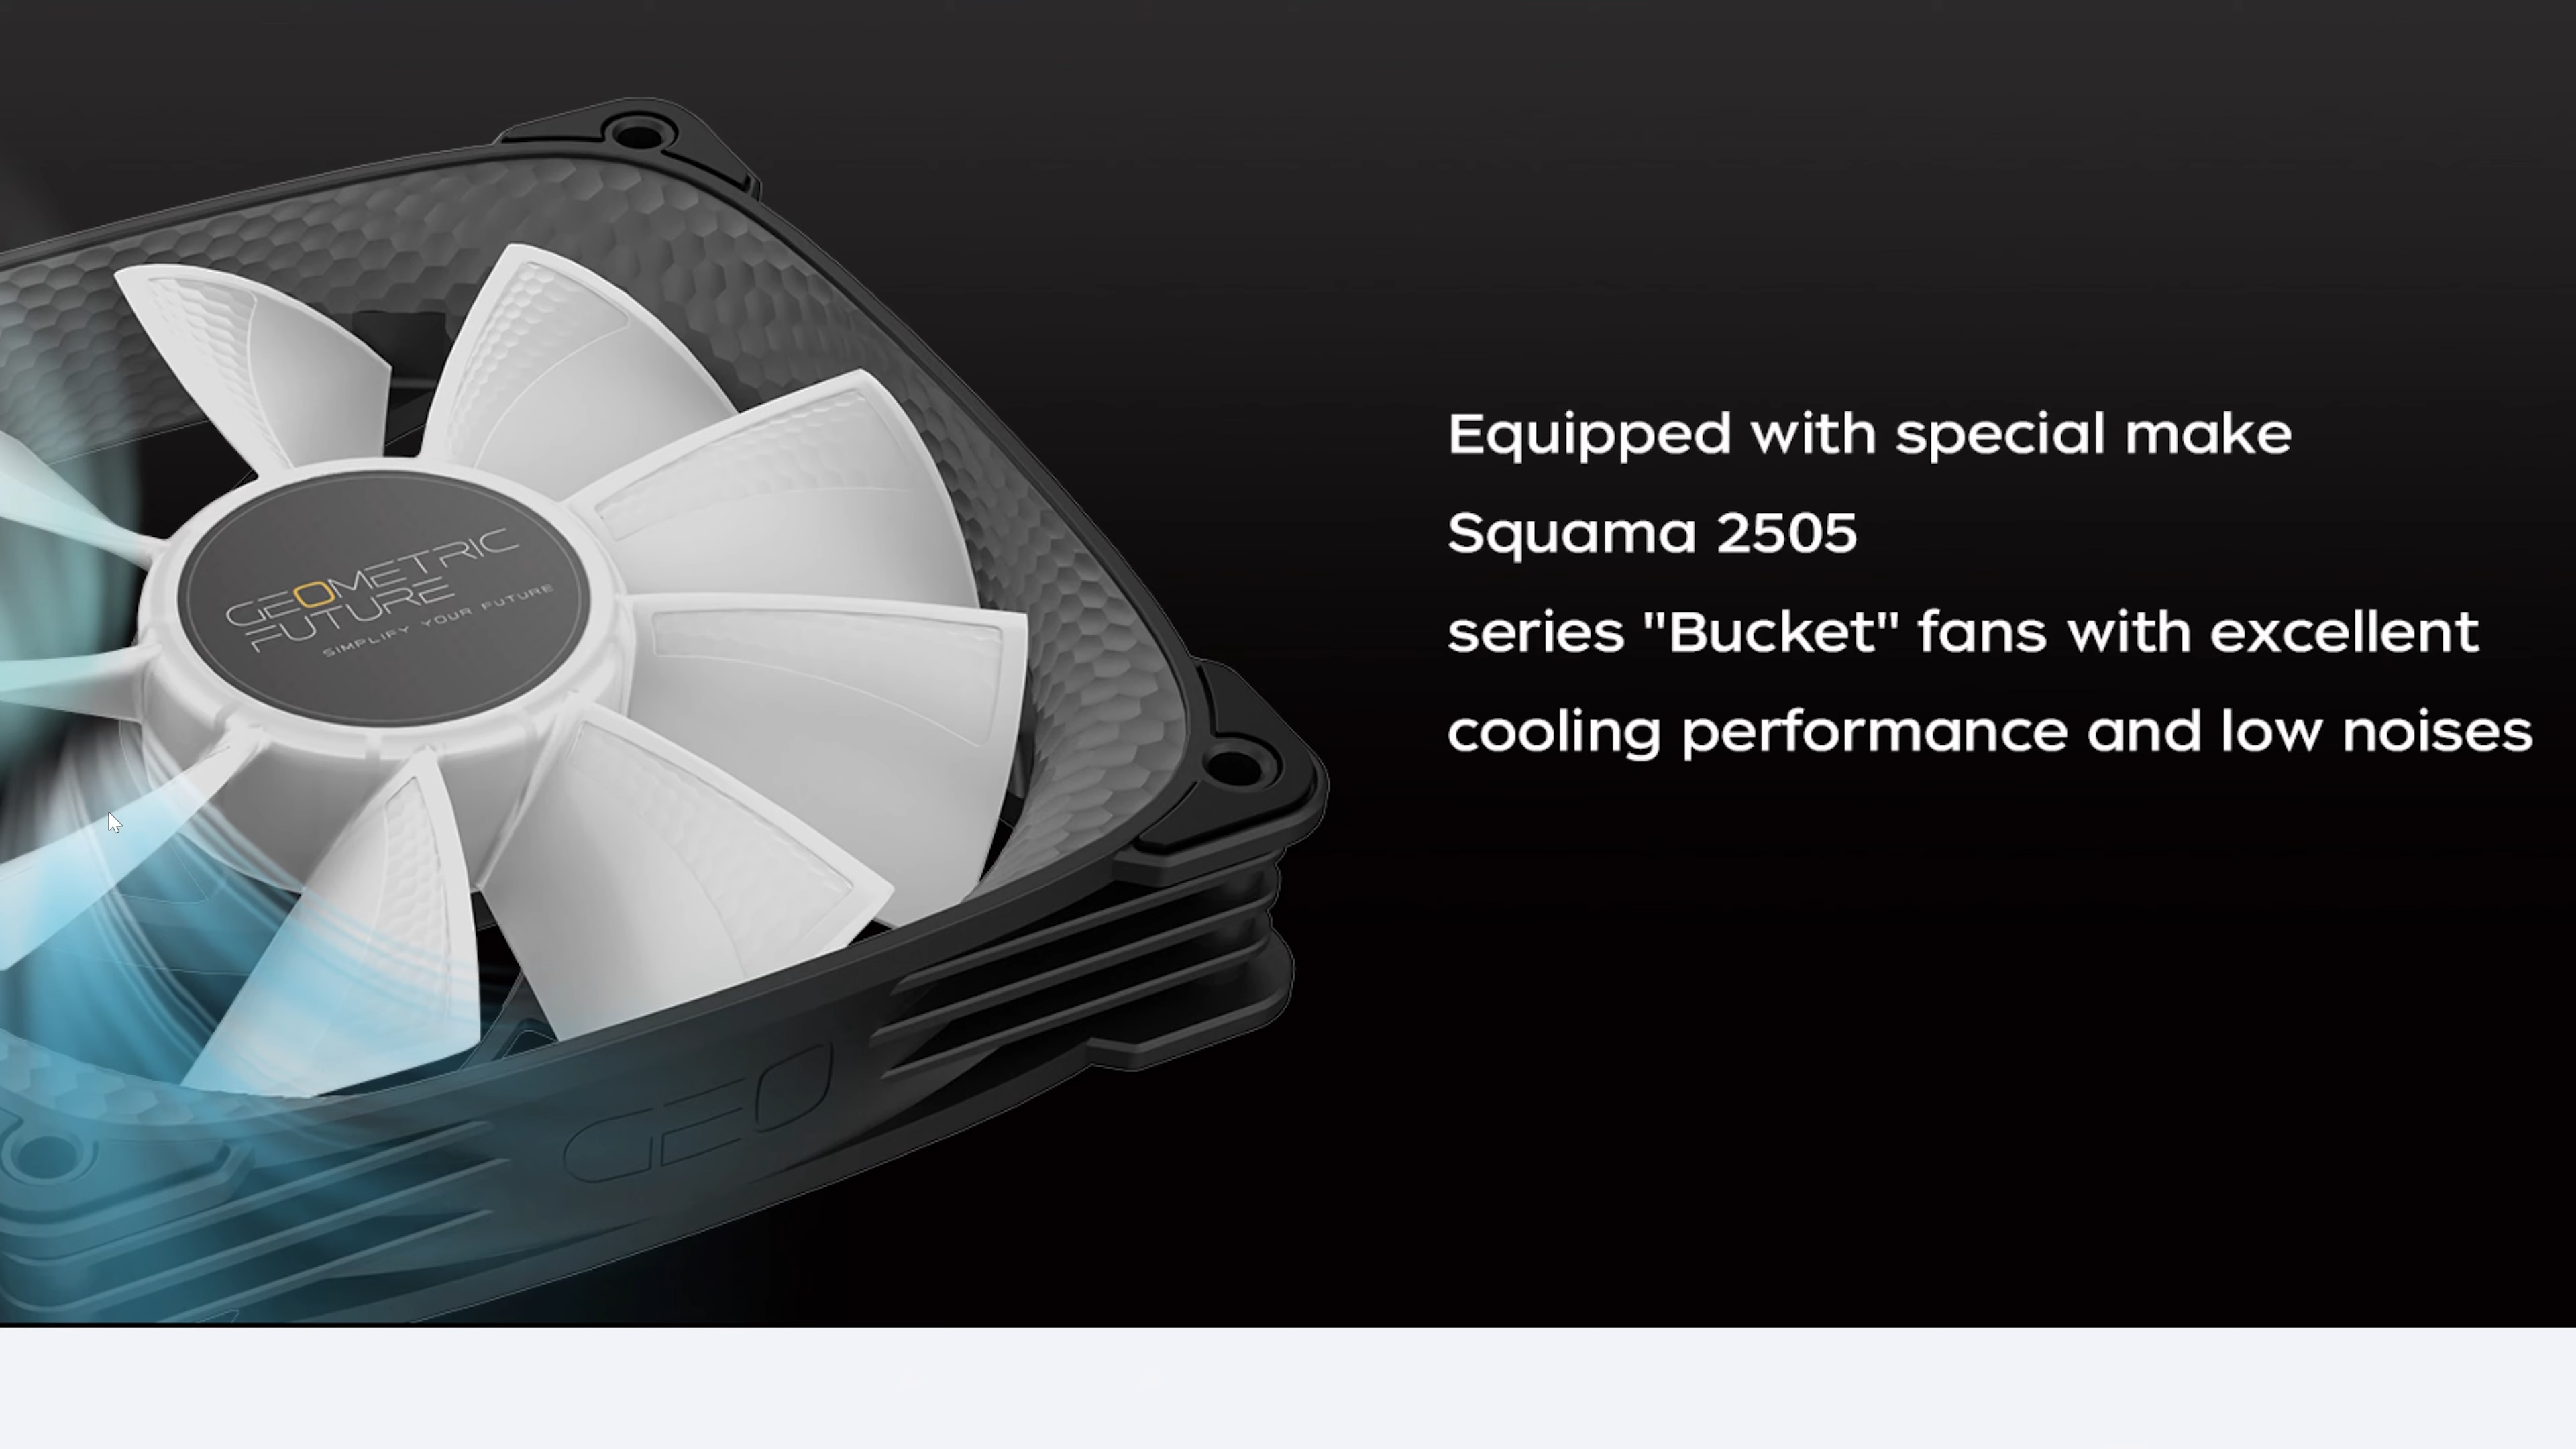 GEOMETRIC
FUTURE
SIMPLIFY YOUR FUTURE
GEO
Equipped with special make
Squama 2505
series "Bucket" fans with excellent
cooling performance and low noises